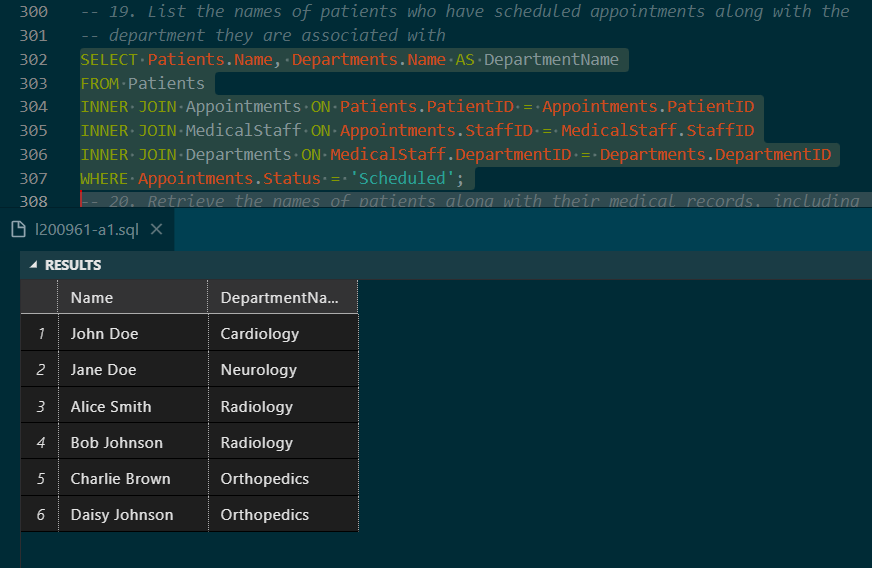 300 -- 19. List the names of patients who have scheduled appointments along with the
301 -- department they are associated with
302 SELECT Patients.Name, Departments.Name AS DepartmentName
303 FROM Patients
304 INNER JOIN Appointments ON Patients.PatientID = Appointments.PatientID
305 INNER JOIN MedicalStaff ON Appointments.StaffID = MedicalStaff.StaffID
306 INNER JOIN Departments ON MedicalStaff.DepartmentID = Departments.DepartmentID
307 WHERE Appointments.Status = 'Scheduled';
308 -- 20. Retrieve the names of patients along with their medical records, including
l200961-a1.sql
RESULTS
Name DepartmentNa...
1 John Doe Cardiology
2 Jane Doe Neurology
3 Alice Smith Radiology
4 Bob Johnson Radiology
5 Charlie Brown Orthopedics
6 Daisy Johnson Orthopedics